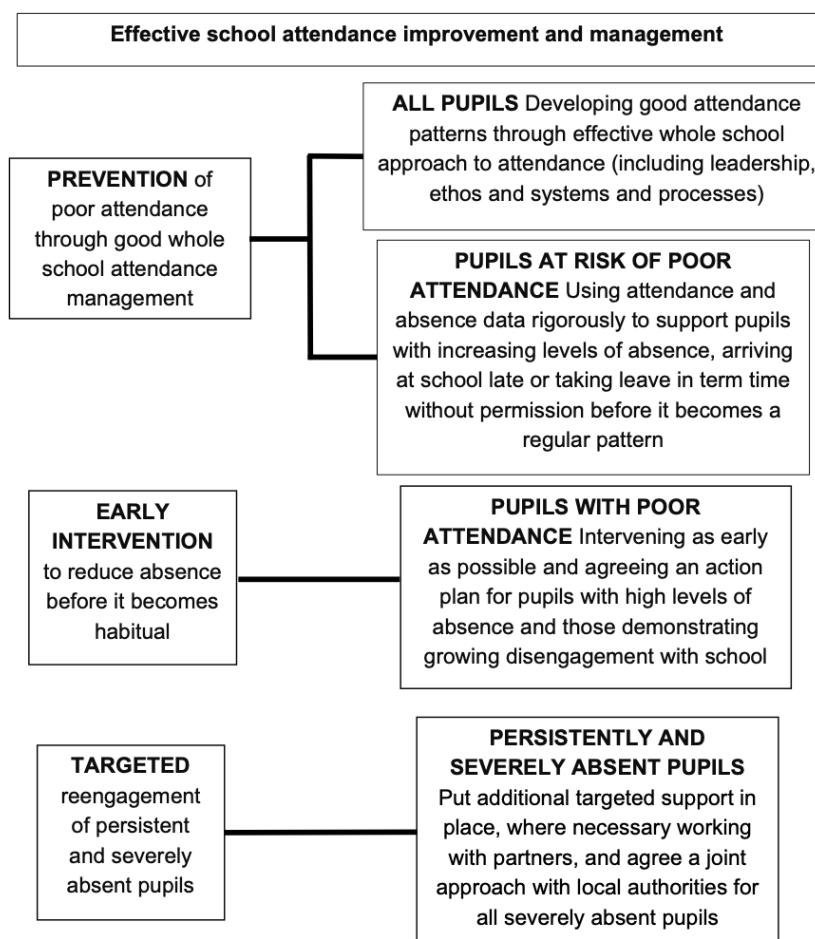 Effective school attendance improvement and management
PREVENTION of
poor attendance
through good whole
school attendance
management
ALL PUPILS Developing good attendance
patterns through effective whole school
approach to attendance (including leadership,
ethos and systems and processes)
PUPILS AT RISK OF POOR
ATTENDANCE Using attendance and
absence data rigorously to support pupils
with increasing levels of absence, arriving
at school late or taking leave in term time
without permission before it becomes a
regular pattern
EARLY
INTERVENTION
to reduce absence
before it becomes
habitual
PUPILS WITH POOR
ATTENDANCE Intervening as early
as possible and agreeing an action
plan for pupils with high levels of
absence and those demonstrating
growing disengagement with school
TARGETED
reengagement
of persistent
and severely
absent pupils
PERSISTENTLY AND
SEVERELY ABSENT PUPILS
Put additional targeted support in
place, where necessary working
with partners, and agree a joint
approach with local authorities for
all severely absent pupils